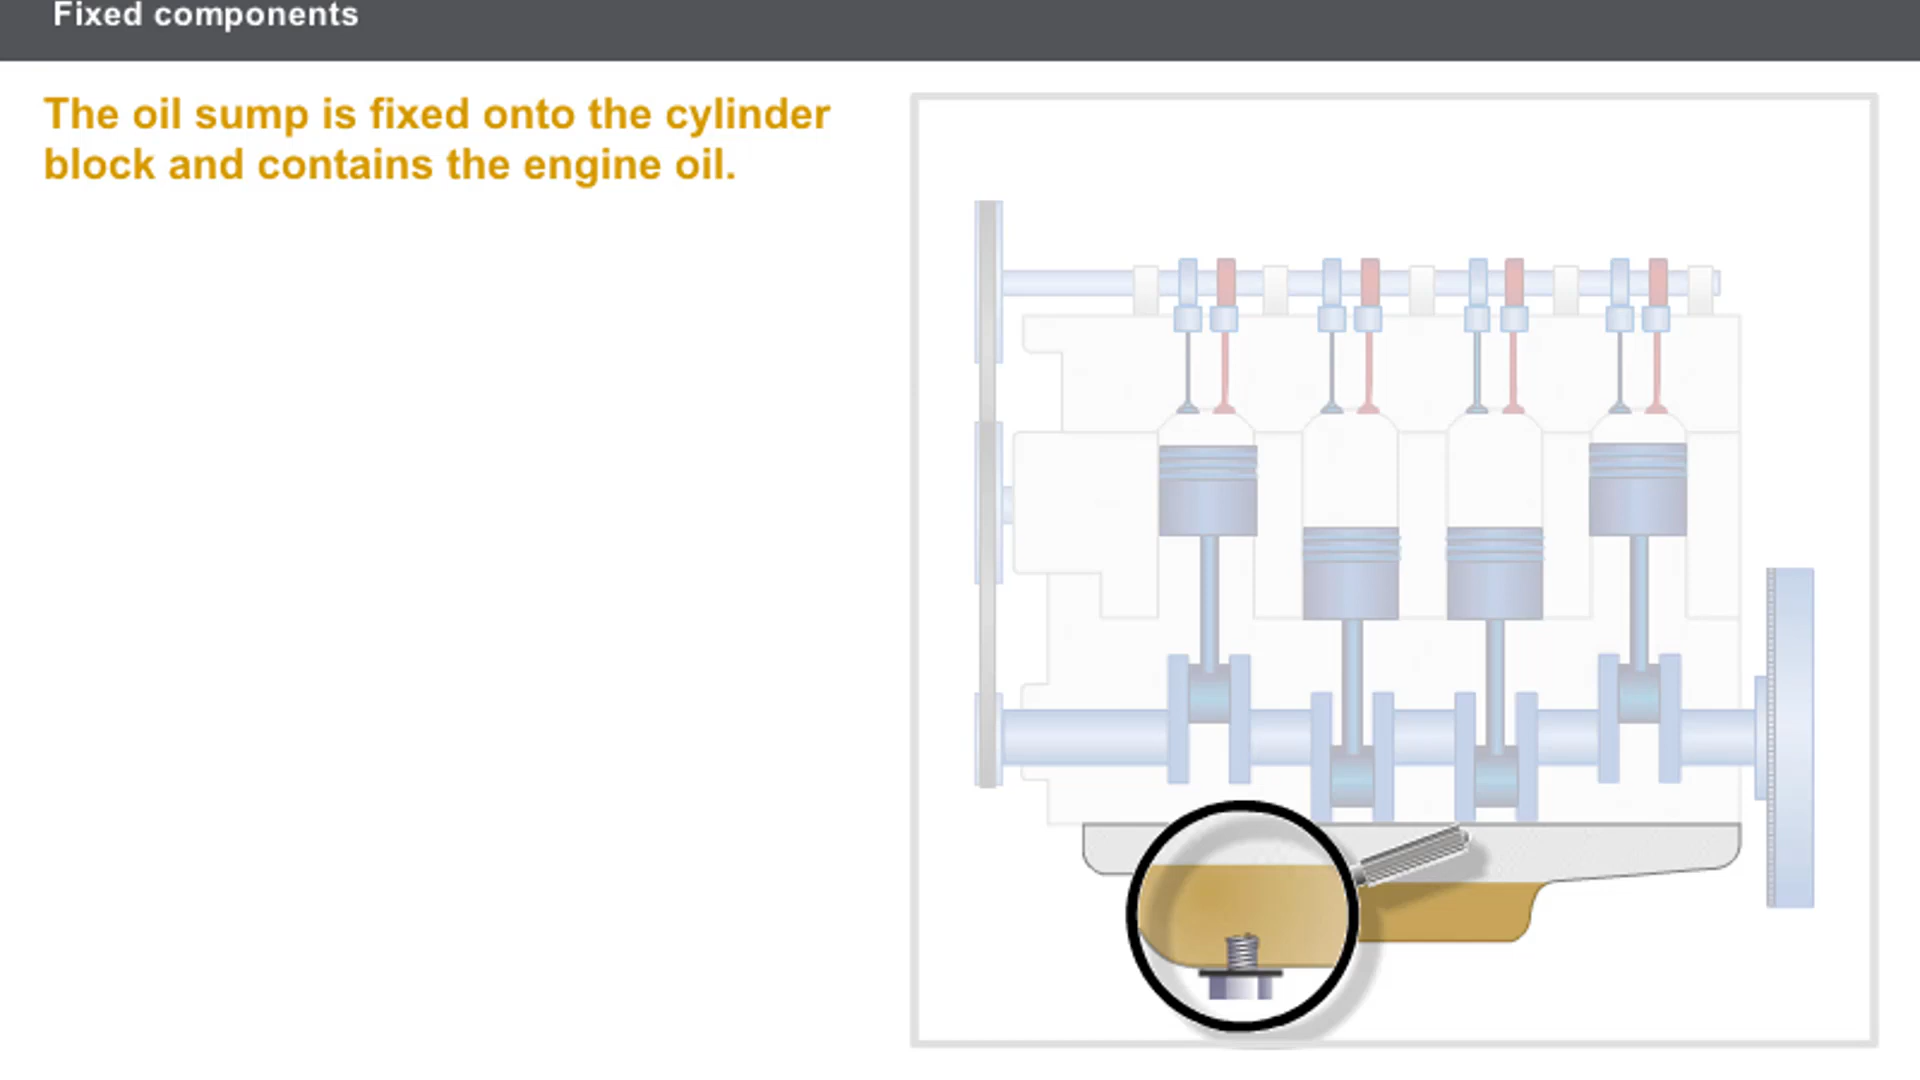 Fixed components
The oil sump is fixed onto the cylinder
block and contains the engine oil.